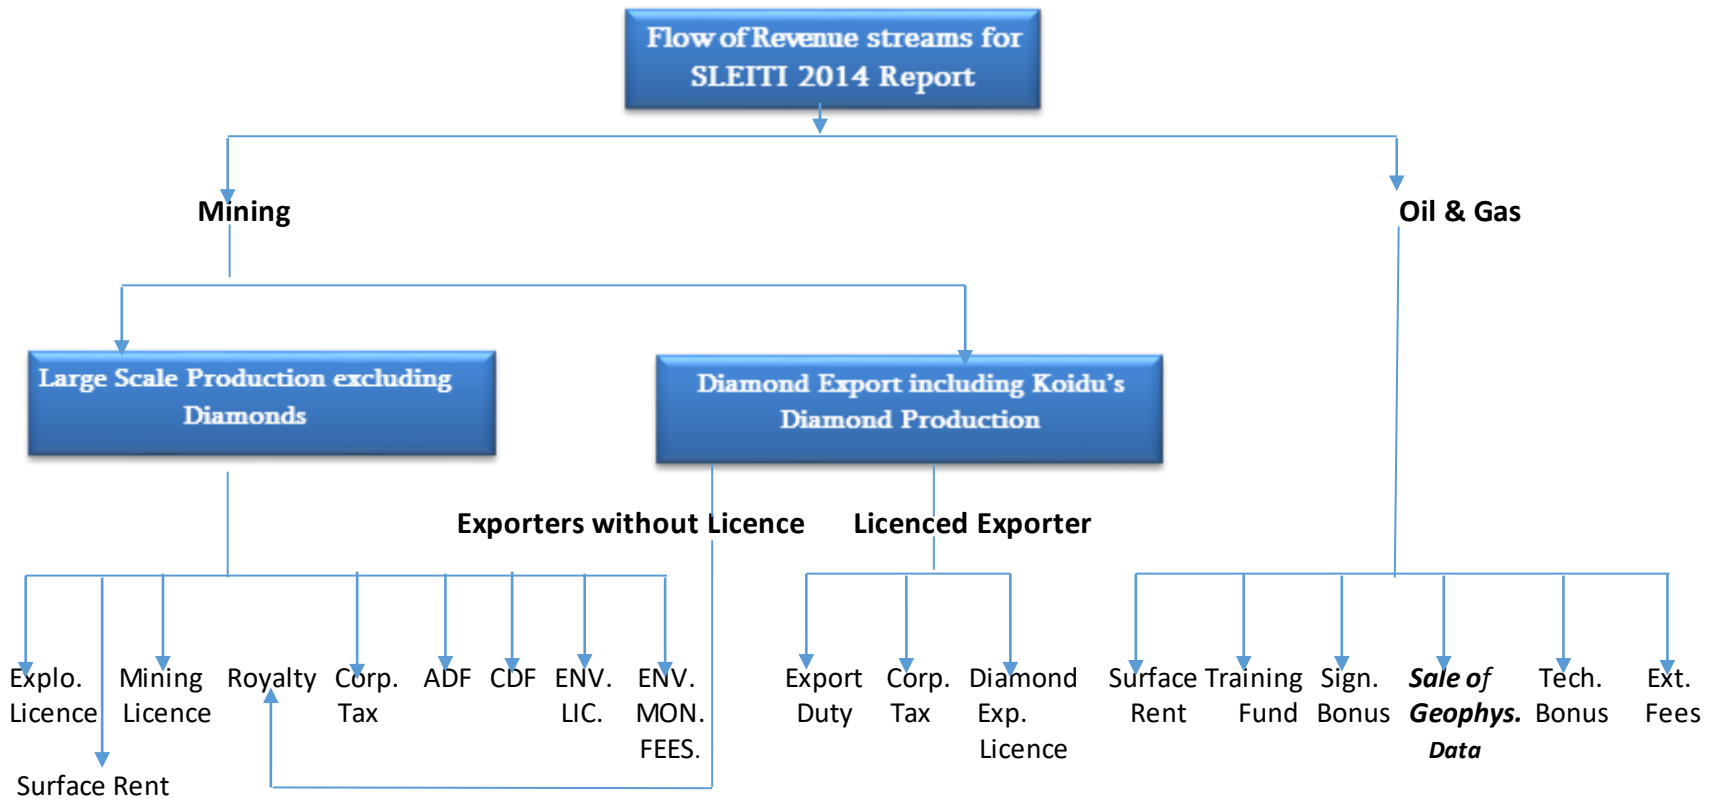 Flow of Revenue streams for
SLEITI 2014 Report
Mining
Oil & Gas
Large Scale Production excluding
Diamonds
Diamond Export including Koidu's
Diamond Production
Exporters without Licence
Licenced Exporter
Explo.
Licence
Surface Rent
Mining
Licence
Royalty
Corp.
Tax
ADF
CDF
ENV.
LIC.
ENV.
MON.
FEES.
Export
Duty
Corp.
Tax
Diamond
Exp.
Licence
Surface
Rent
Training
Fund
Sign.
Bonus
Sale of
Geophys.
Data
Tech.
Bonus
Ext.
Fees